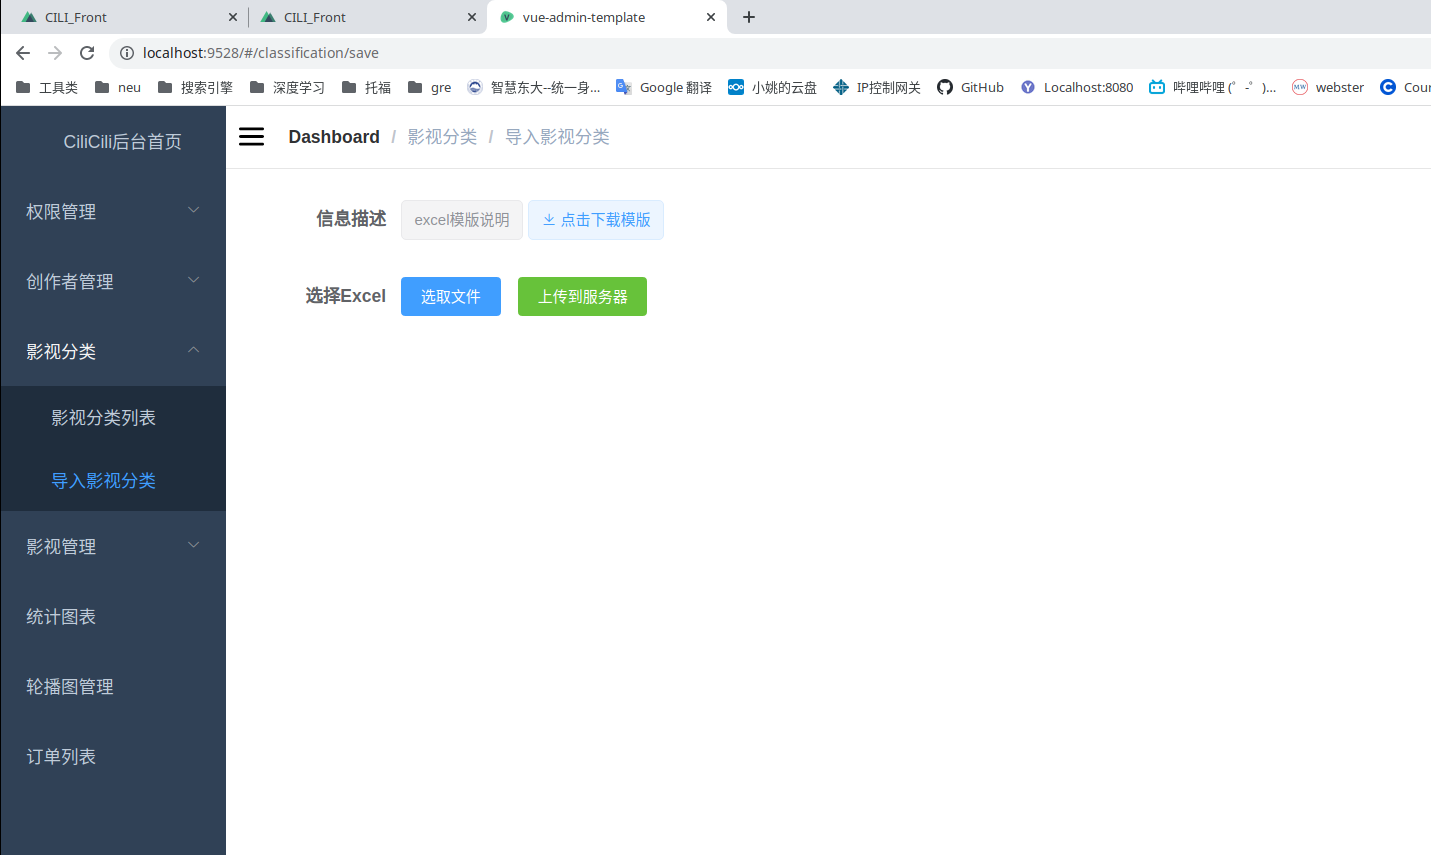 CILI_Front
CILI_Front
vue-admin-template
localhost:9528/#/classification/save
工具类 neu 搜索引擎 深度学习 托福 gre 智慧东大--统一身... Google 翻译 小姚的云盘 IP控制网关 GitHub Localhost:8080 哔哩哔哩 (゜-゜)... webster Cour
CiliCili后台首页
Dashboard / 影视分类 / 导入影视分类
权限管理
创作者管理
影视分类
影视分类列表
导入影视分类
影视管理
统计图表
轮播图管理
订单列表
信息描述 excel模版说明 点击下载模版
选择Excel 选取文件 上传到服务器